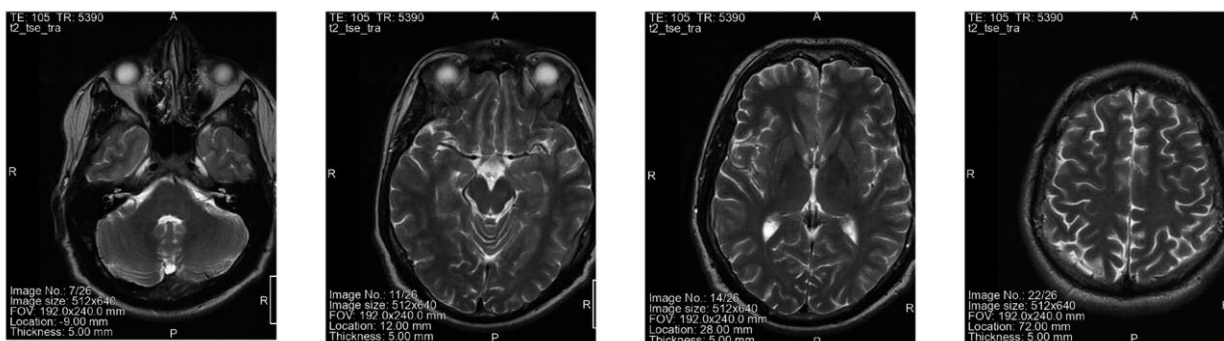 TE: 105 TR: 5390
t2_tse_tra
A
R
R
Image No.: 7/26
Image size: 512x640
FOV: 192.0x240.0 mm
Location: -9.00 mm
Thickness: 5.00 mm
P
TE: 105 TR: 5390
t2_tse_tra
A
R
R
Image No.: 11/26
Image size: 512x640
FOV: 192.0x240.0 mm
Location: 12.00 mm
Thickness: 5.00 mm
P
TE: 105 TR: 5390
t2_tse_tra
A
R
R
Image No.: 14/26
Image size: 512x640
FOV: 192.0x240.0 mm
Location: 28.00 mm
Thickness: 5.00 mm
TE: 105 TR: 5390
t2_tse_tra
A
R
Image No.: 22/26
Image size: 512x640
FOV: 192.0x240.0 mm
Location: 72.00 mm
Thickness: 5.00 mm
P